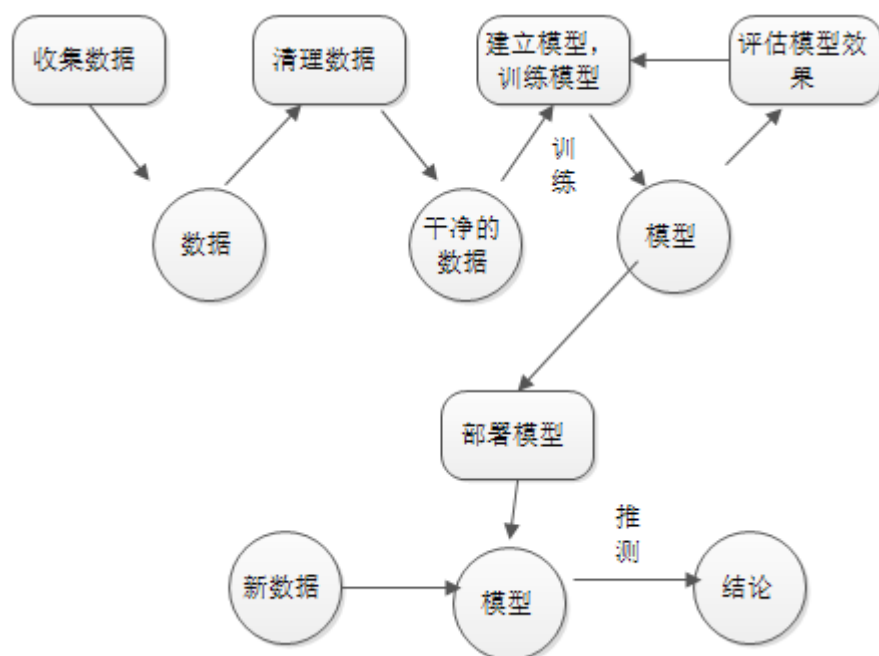 收集数据
清理数据
建立模型，
训练模型
评估模型效
果
训
练
数据
干净的
数据
模型
部署模型
推
测
新数据
模型
结论